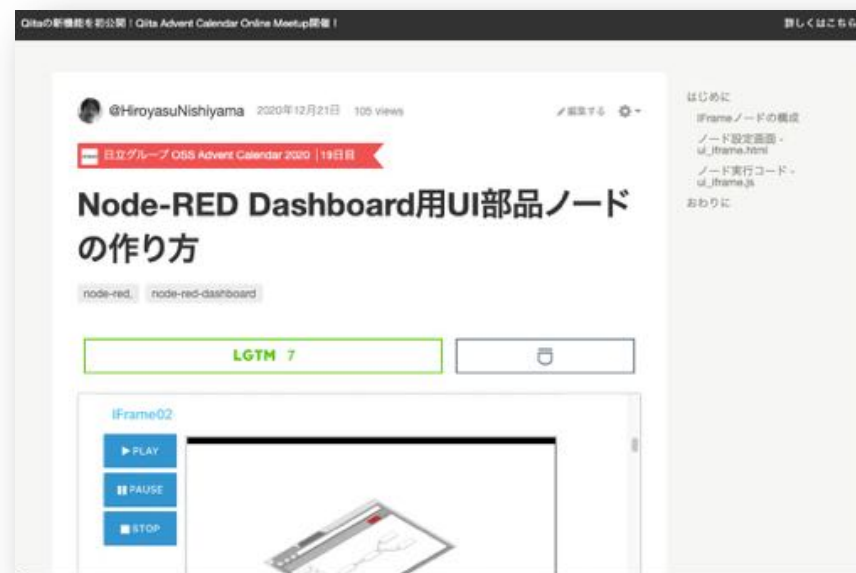 Qiitaの新機能を初公開！Qiita Advent Calendar Online Meetup開催！
詳しくはこちら
@HiroyasuNishiyama 2020年12月21日 105 views
編集する
日立グループ OSS Advent Calendar 2020 | 19日目
Node-RED Dashboard用UI部品ノード
の作り方
node-red,
node-red-dashboard
LGTM 7
IFrame02
PLAY
PAUSE
STOP
はじめに
IFrameノードの構成
ノード設定画面 -
ui_iframe.html
ノード実行コード -
ui_iframe.js
おわりに